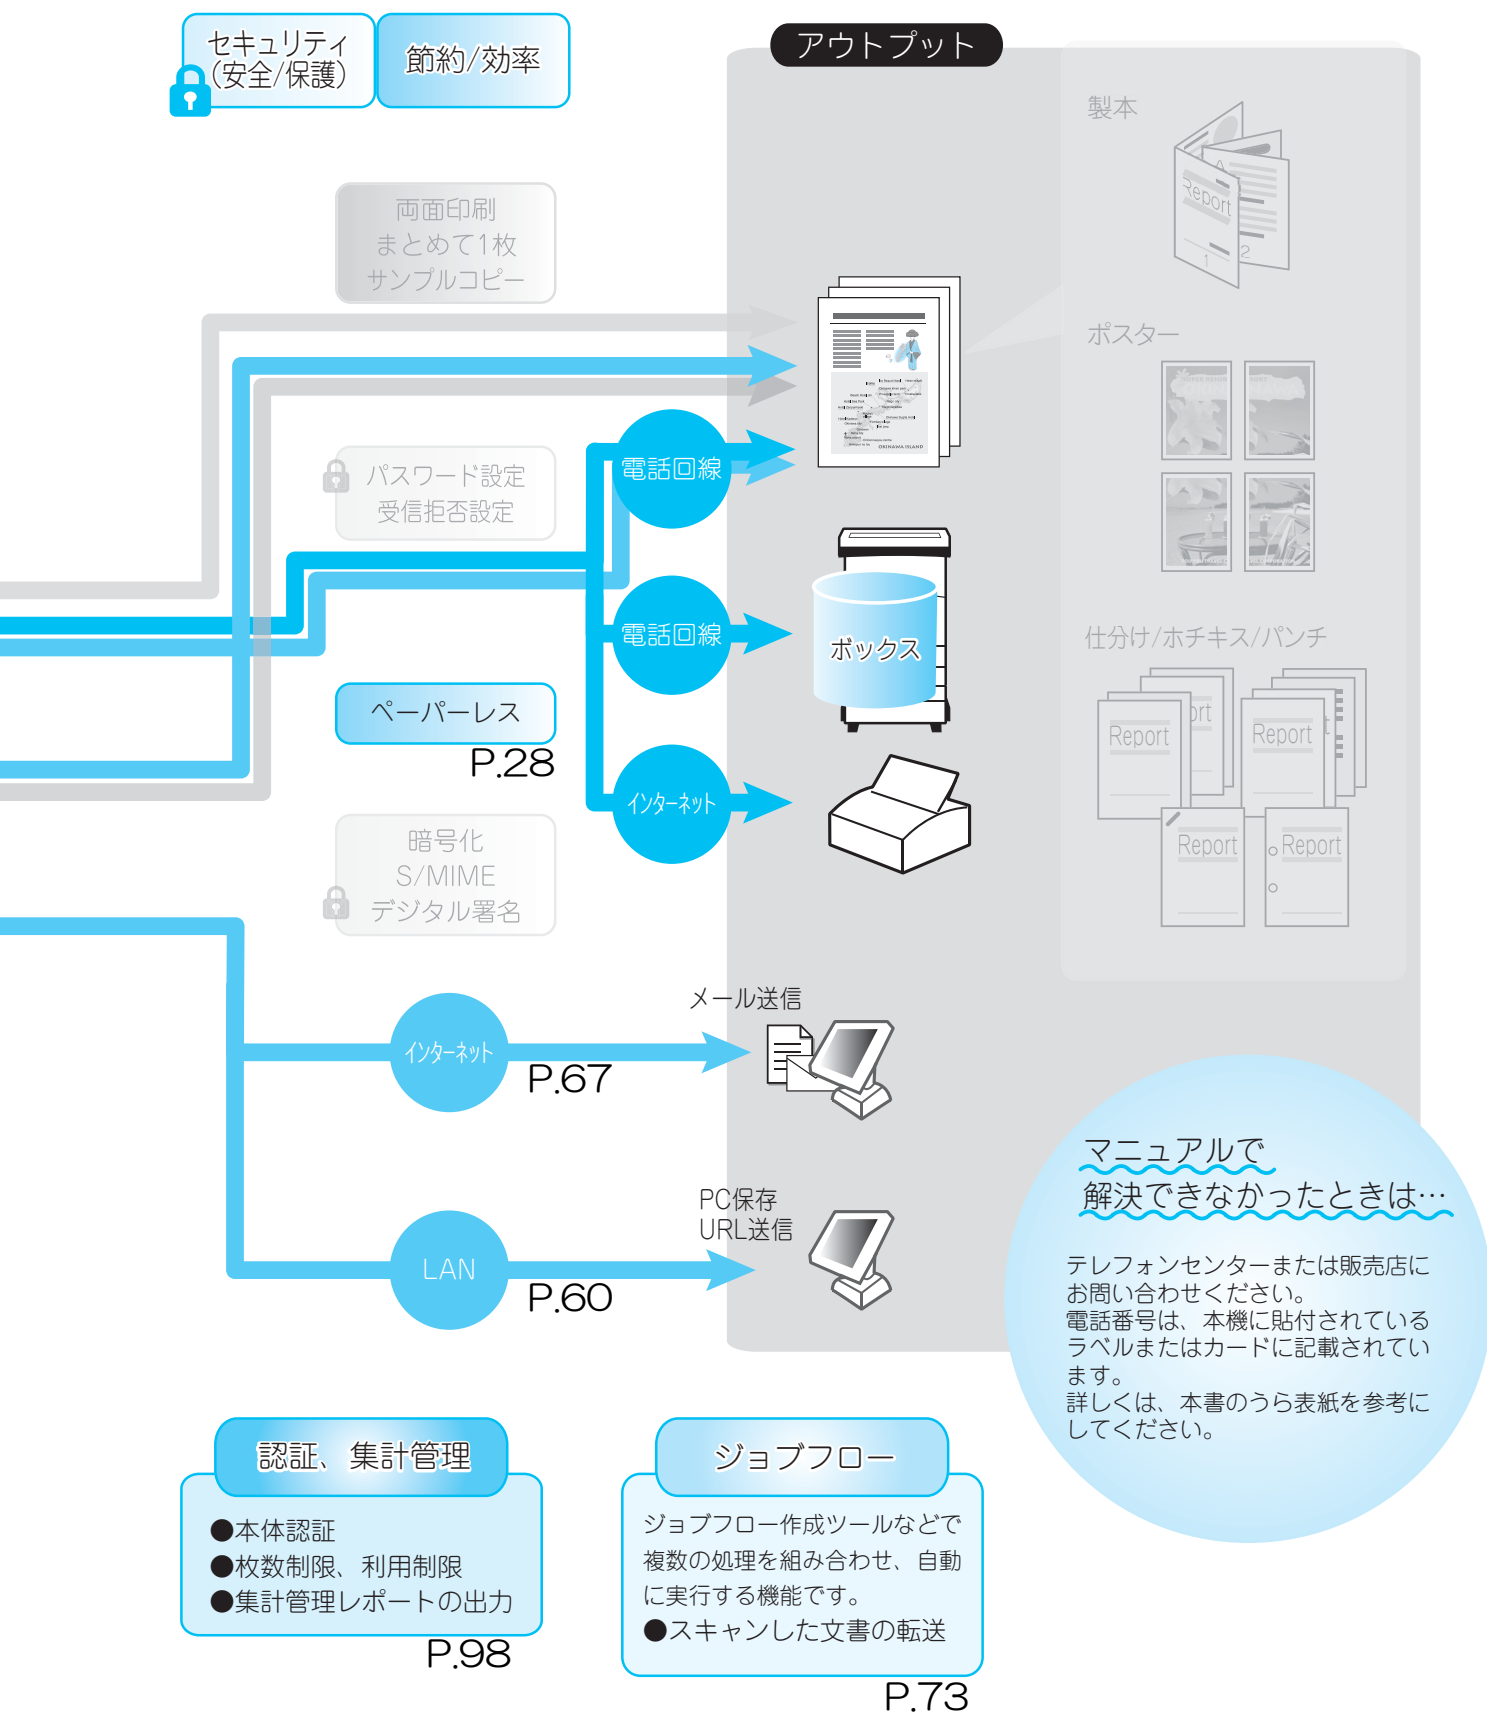 セキュリティ
(安全/保護)
節約/効率
アウトプット
製本
Report
1
2
両面印刷
まとめて1枚
サンプルコピー
ポスター
OKINAWA ISLAND
電話回線
パスワード設定
受信拒否設定
電話回線
ボックス
仕分け/ホチキス/パンチ
Report
Report
Report
Report
ペーパーレス
P.28
インターネット
暗号化
S/MIME
デジタル署名
メール送信
インターネット
P.67
PC保存
URL送信
LAN
P.60
マニュアルで
解決できなかったときは…
テレフォンセンターまたは販売店に
お問い合わせください。
電話番号は、本機に貼付されている
ラベルまたはカードに記載されてい
ます。
詳しくは、本書のうら表紙を参考に
してください。
認証、集計管理
●本体認証
●枚数制限、利用制限
●集計管理レポートの出力
P.98
ジョブフロー
ジョブフロー作成ツールなどで
複数の処理を組み合わせ、自動
に実行する機能です。
●スキャンした文書の転送
P.73